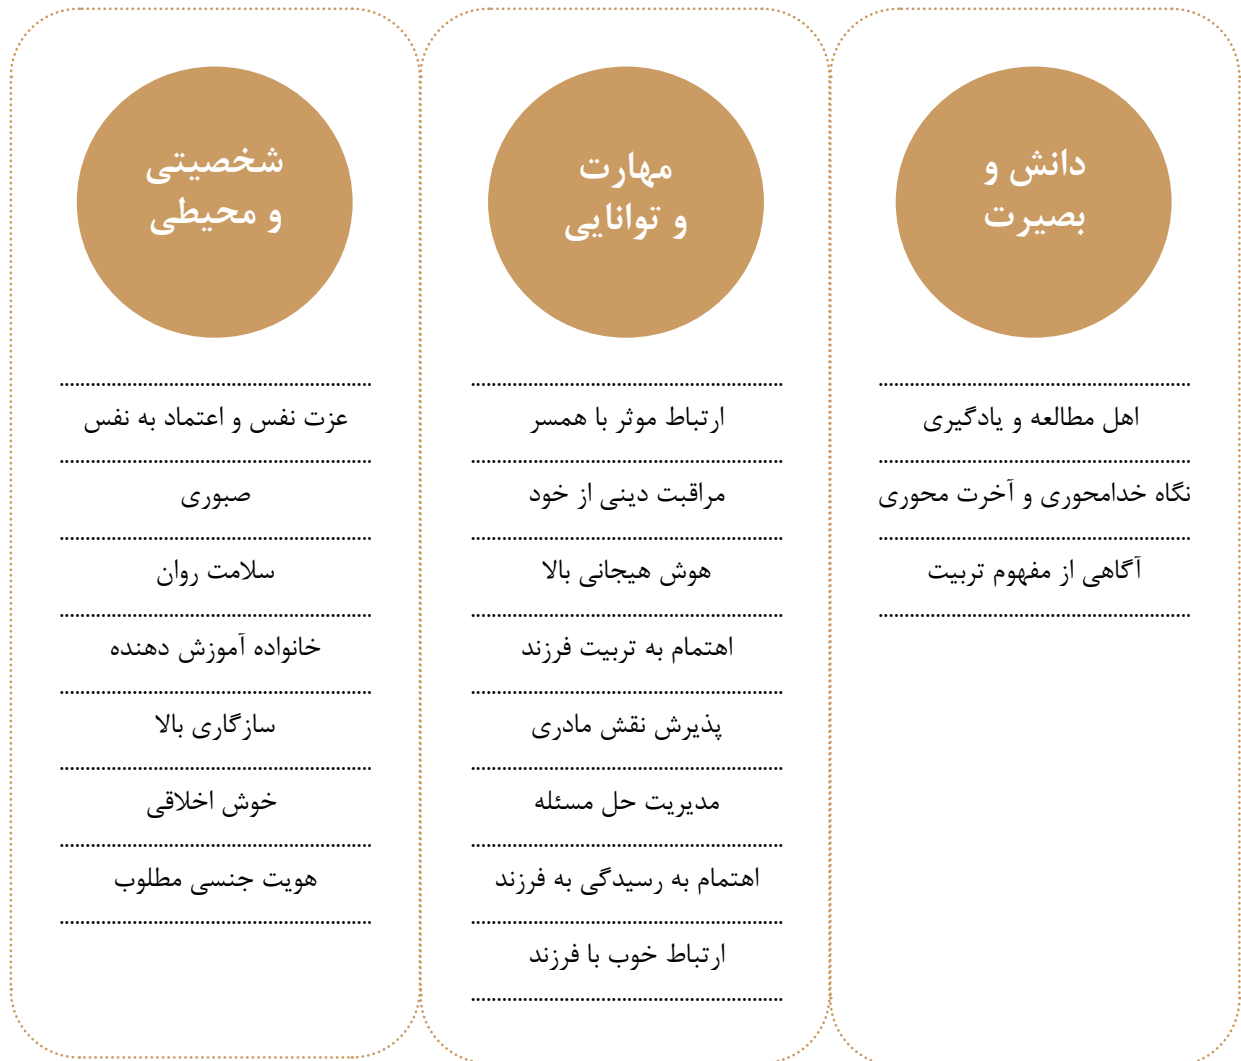 دانش و
بصیرت
اهل مطالعه و یادگیری
نگاه خدامحوری و آخرت محوری
آگاهی از مفهوم تربیت
مهارت
و توانایی
ارتباط موثر با همسر
مراقبت دینی از خود
هوش هیجانی بالا
اهتمام به تربیت فرزند
پذیرش نقش مادری
مدیریت حل مسئله
اهتمام به رسیدگی به فرزند
ارتباط خوب با فرزند
شخصیتی
و محیطی
عزت نفس و اعتماد به نفس
صبوری
سلامت روان
خانواده آموزش دهنده
سازگاری بالا
خوش اخلاقی
هویت جنسی مطلوب